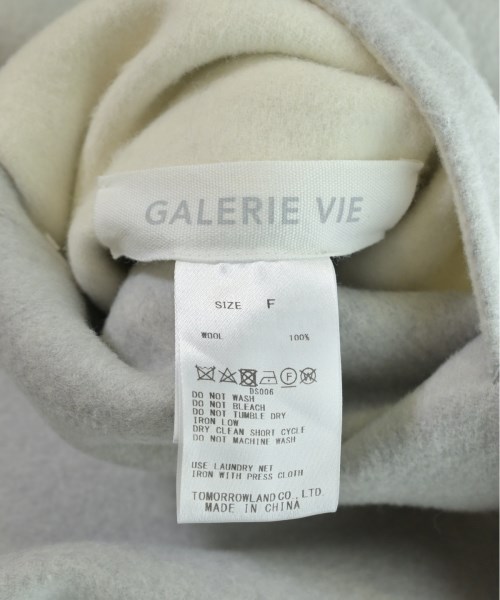 GALERIE VIE
SIZE F
WOOL 100%
DS006
DO NOT WASH
DO NOT BLEACH
DO NOT TUMBLE DRY
IRON LOW
DRY CLEAN SHORT CYCLE
DO NOT MACHINE WASH
USE LAUNDRY NET
IRON WITH PRESS CLOTH
TOMORROWLAND CO., LTD.
MADE IN CHINA